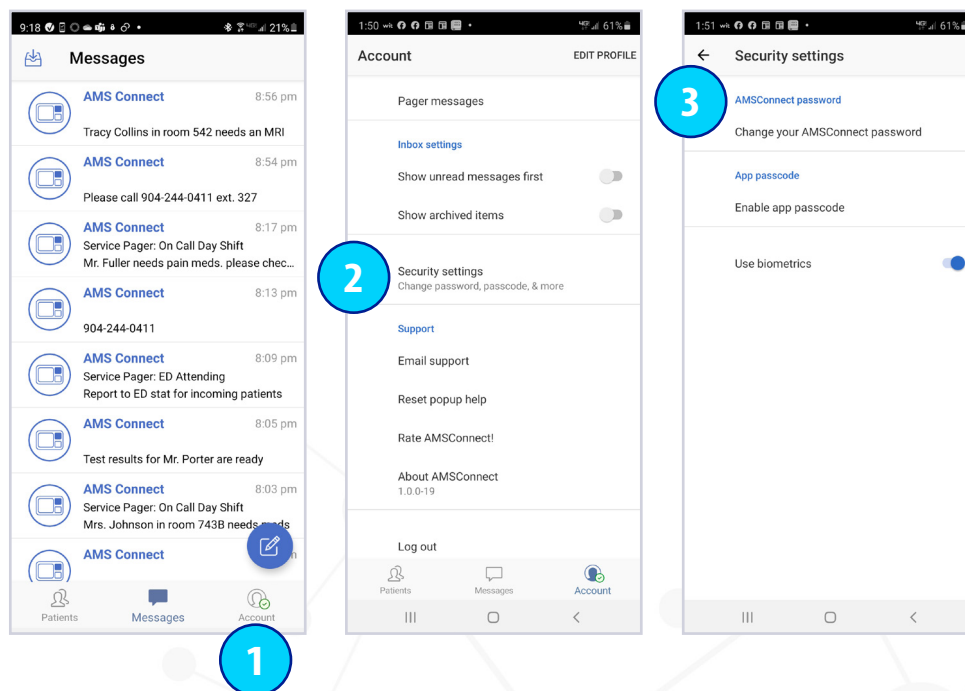 9:18 21%
Messages
AMS Connect 8:56 pm
Tracy Collins in room 542 needs an MRI
AMS Connect 8:54 pm
Please call 904-244-0411 ext. 327
AMS Connect 8:17 pm
Service Pager: On Call Day Shift
Mr. Fuller needs pain meds. please chec...
AMS Connect 8:13 pm
904-244-0411
AMS Connect 8:09 pm
Service Pager: ED Attending
Report to ED stat for incoming patients
AMS Connect 8:05 pm
Test results for Mr. Porter are ready
AMS Connect 8:03 pm
Service Pager: On Call Day Shift
Mrs. Johnson in room 743B needs meds
AMS Connect
Patients Messages Account
1
1:50 61%
Account EDIT PROFILE
Pager messages
Inbox settings
Show unread messages first
Show archived items
2
Security settings
Change password, passcode, & more
Support
Email support
Reset popup help
Rate AMSConnect!
About AMSConnect
1.0.0-19
Log out
Patients Messages Account
1:51 61%
Security settings
3
AMSConnect password
Change your AMSConnect password
App passcode
Enable app passcode
Use biometrics